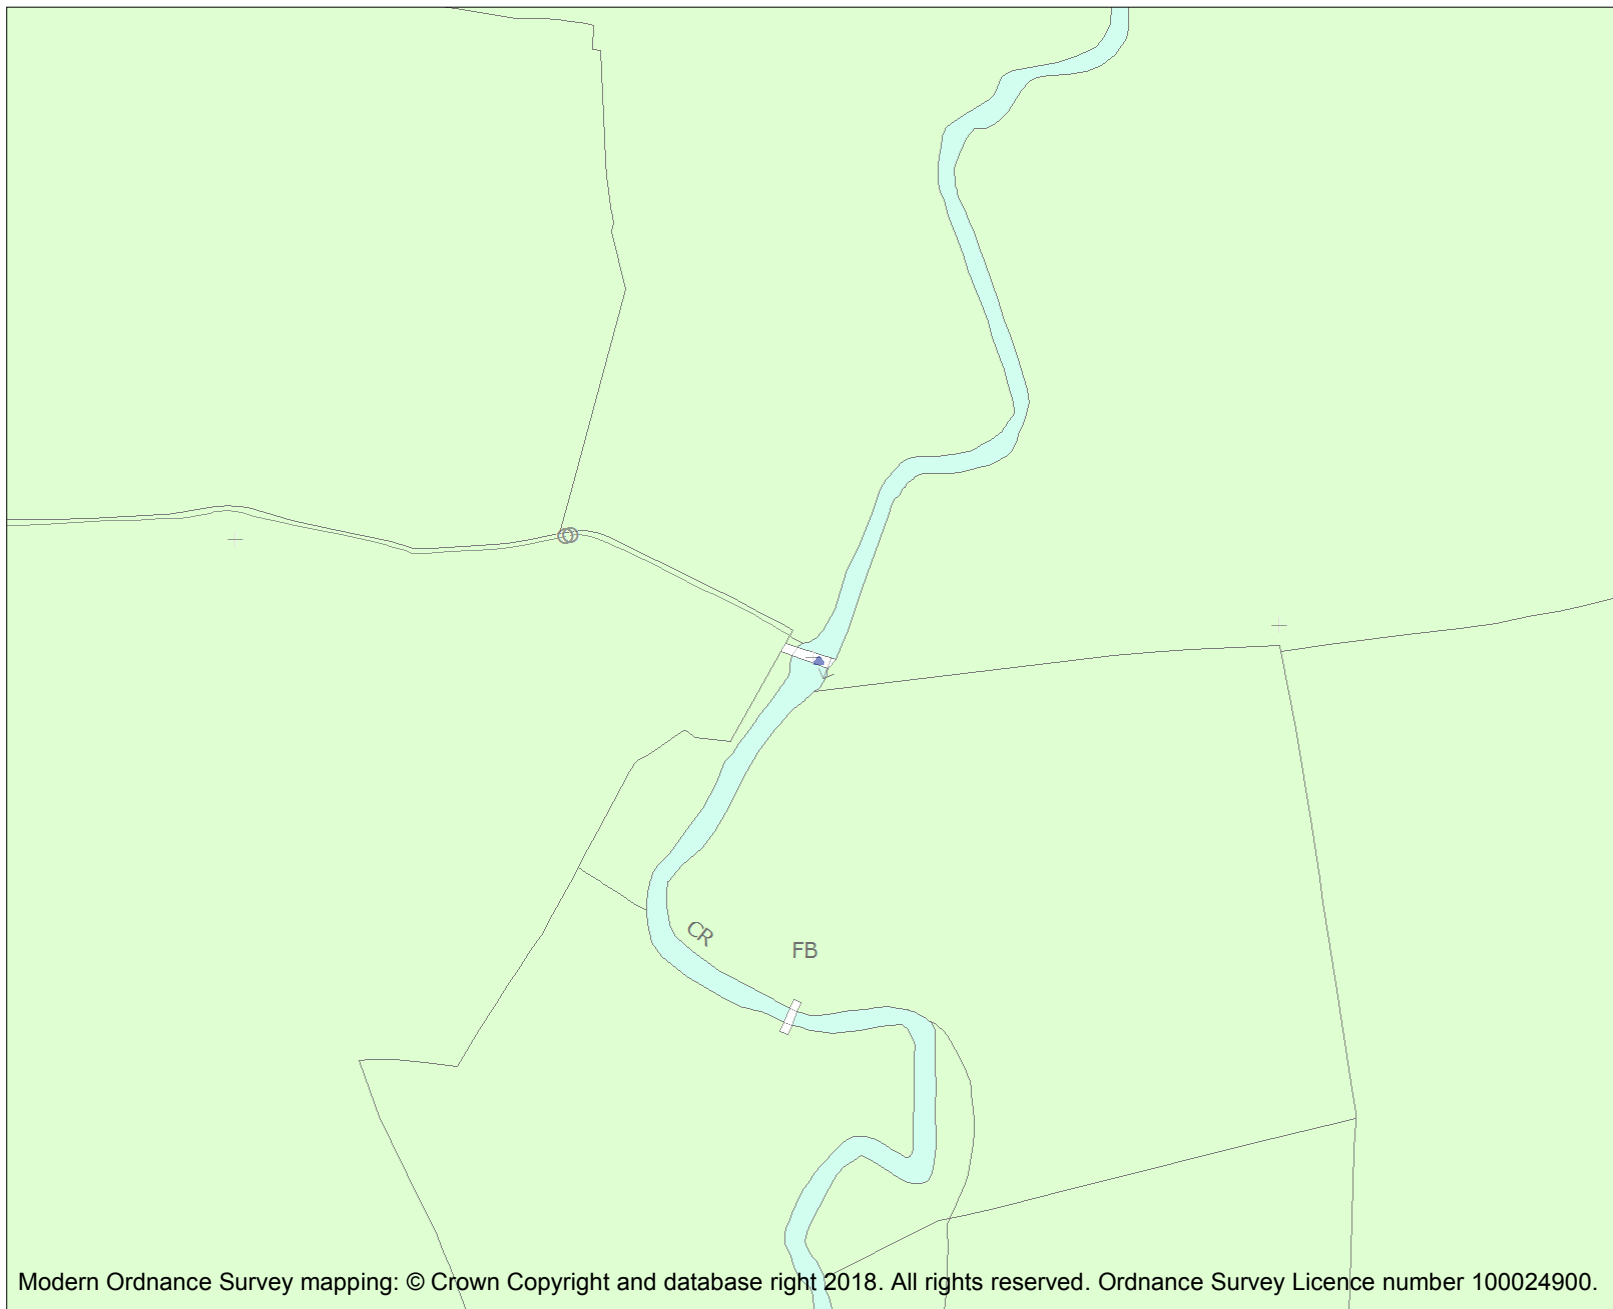 CR
FB
Modern Ordnance Survey mapping: © Crown Copyright and database right 2018. All rights reserved. Ordnance Survey Licence number 100024900.